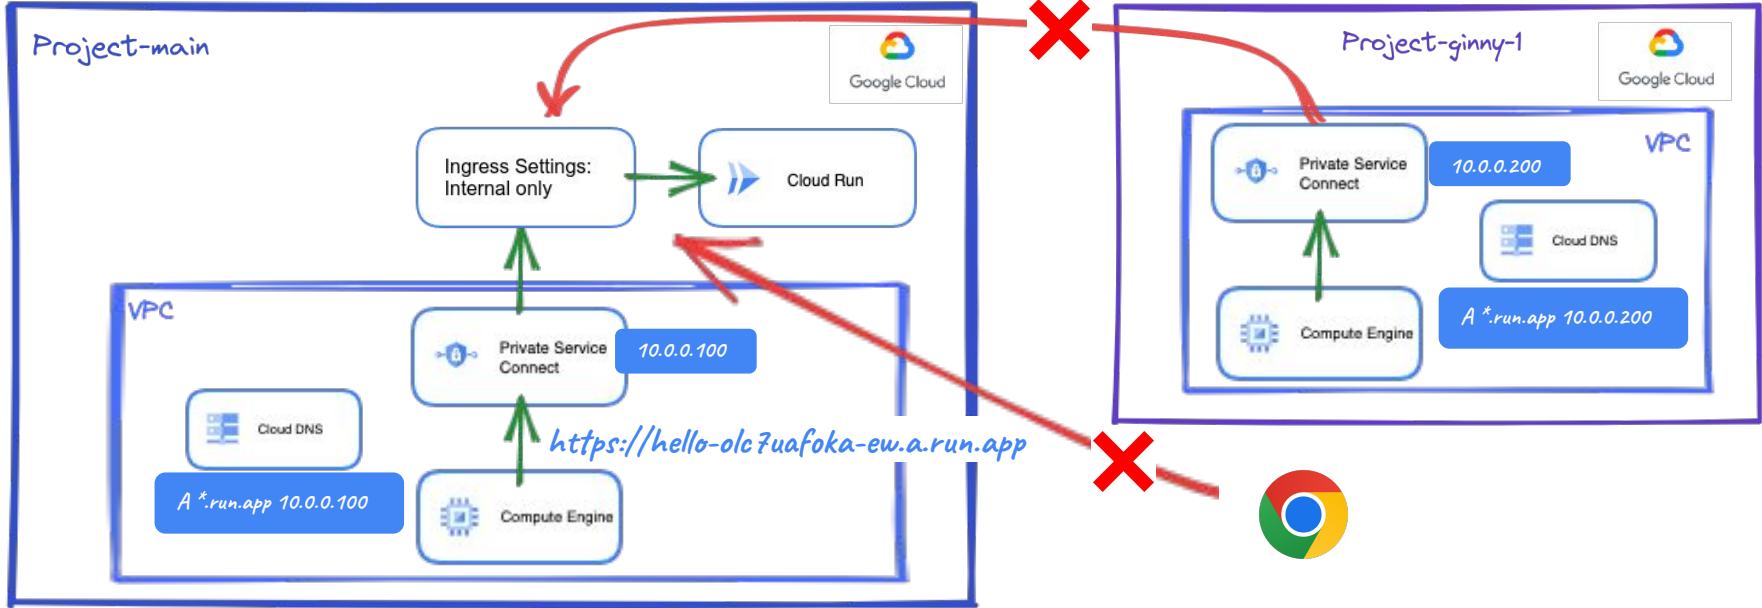 Project-main
Google Cloud
Ingress Settings:
Internal only
Cloud Run
VPC
Private Service
Connect
10.0.0.100
Cloud DNS
A *.run.app 10.0.0.100
https://hello-olc7uafoka-ew.a.run.app
Compute Engine
Project-ginny-1
Google Cloud
VPC
Private Service
Connect
10.0.0.200
Cloud DNS
A *.run.app 10.0.0.200
Compute Engine